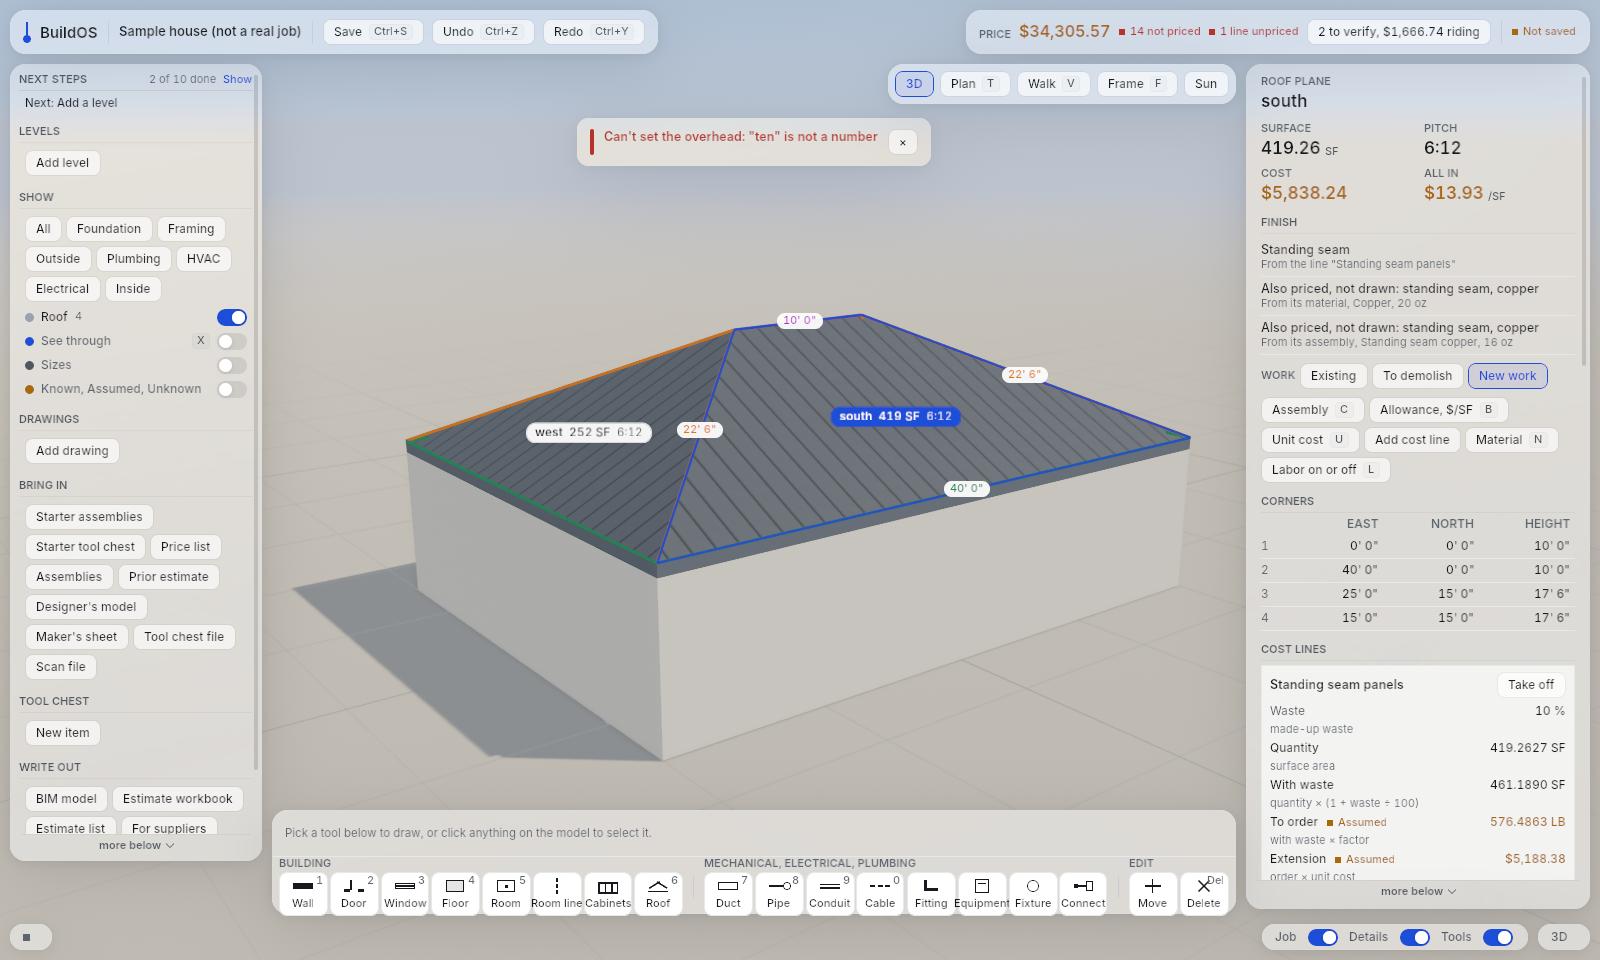 BuildOS
Sample house (not a real job)
Save Ctrl+S
Undo Ctrl+Z
Redo Ctrl+Y
PRICE $34,305.57
14 not priced
1 line unpriced
2 to verify, $1,666.74 riding
Not saved
NEXT STEPS 2 of 10 done Show
Next: Add a level
LEVELS
Add level
SHOW
All Foundation Framing
Outside Plumbing HVAC
Electrical Inside
Roof 4
See through X
Sizes
Known, Assumed, Unknown
DRAWINGS
Add drawing
BRING IN
Starter assemblies
Starter tool chest Price list
Assemblies Prior estimate
Designer's model
Maker's sheet Tool chest file
Scan file
TOOL CHEST
New item
WRITE OUT
BIM model Estimate workbook
Estimate list For suppliers
more below
3D Plan T Walk V Frame F Sun
Can't set the overhead: "ten" is not a number ×
10' 0"
22' 6"
south 419 SF 6:12
west 252 SF 6:12
22' 6"
40' 0"
Pick a tool below to draw, or click anything on the model to select it.
BUILDING
Wall 1
Door 2
Window 3
Floor 4
Room 5
Room line
Cabinets
Roof 6
MECHANICAL, ELECTRICAL, PLUMBING
Duct 7
Pipe 8
Conduit 9
Cable 0
Fitting
Equipment
Fixture
Connect
EDIT
Move
Delete Del
ROOF PLANE
south
SURFACE PITCH
419.26 SF 6:12
COST ALL IN
$5,838.24 $13.93 /SF
FINISH
Standing seam
From the line "Standing seam panels"
Also priced, not drawn: standing seam, copper
From its material, Copper, 20 oz
Also priced, not drawn: standing seam, copper
From its assembly, Standing seam copper, 16 oz
WORK Existing To demolish New work
Assembly C Allowance, $/SF B
Unit cost U Add cost line Material N
Labor on or off L
CORNERS
EAST NORTH HEIGHT
1 0' 0" 0' 0" 10' 0"
2 40' 0" 0' 0" 10' 0"
3 25' 0" 15' 0" 17' 6"
4 15' 0" 15' 0" 17' 6"
COST LINES
Standing seam panels Take off
Waste 10 %
made-up waste
Quantity 419.2627 SF
surface area
With waste 461.1890 SF
quantity × (1 + waste ÷ 100)
To order Assumed 576.4863 LB
with waste × factor
Extension Assumed $5,188.38
order × unit cost
more below
Job Details Tools 3D